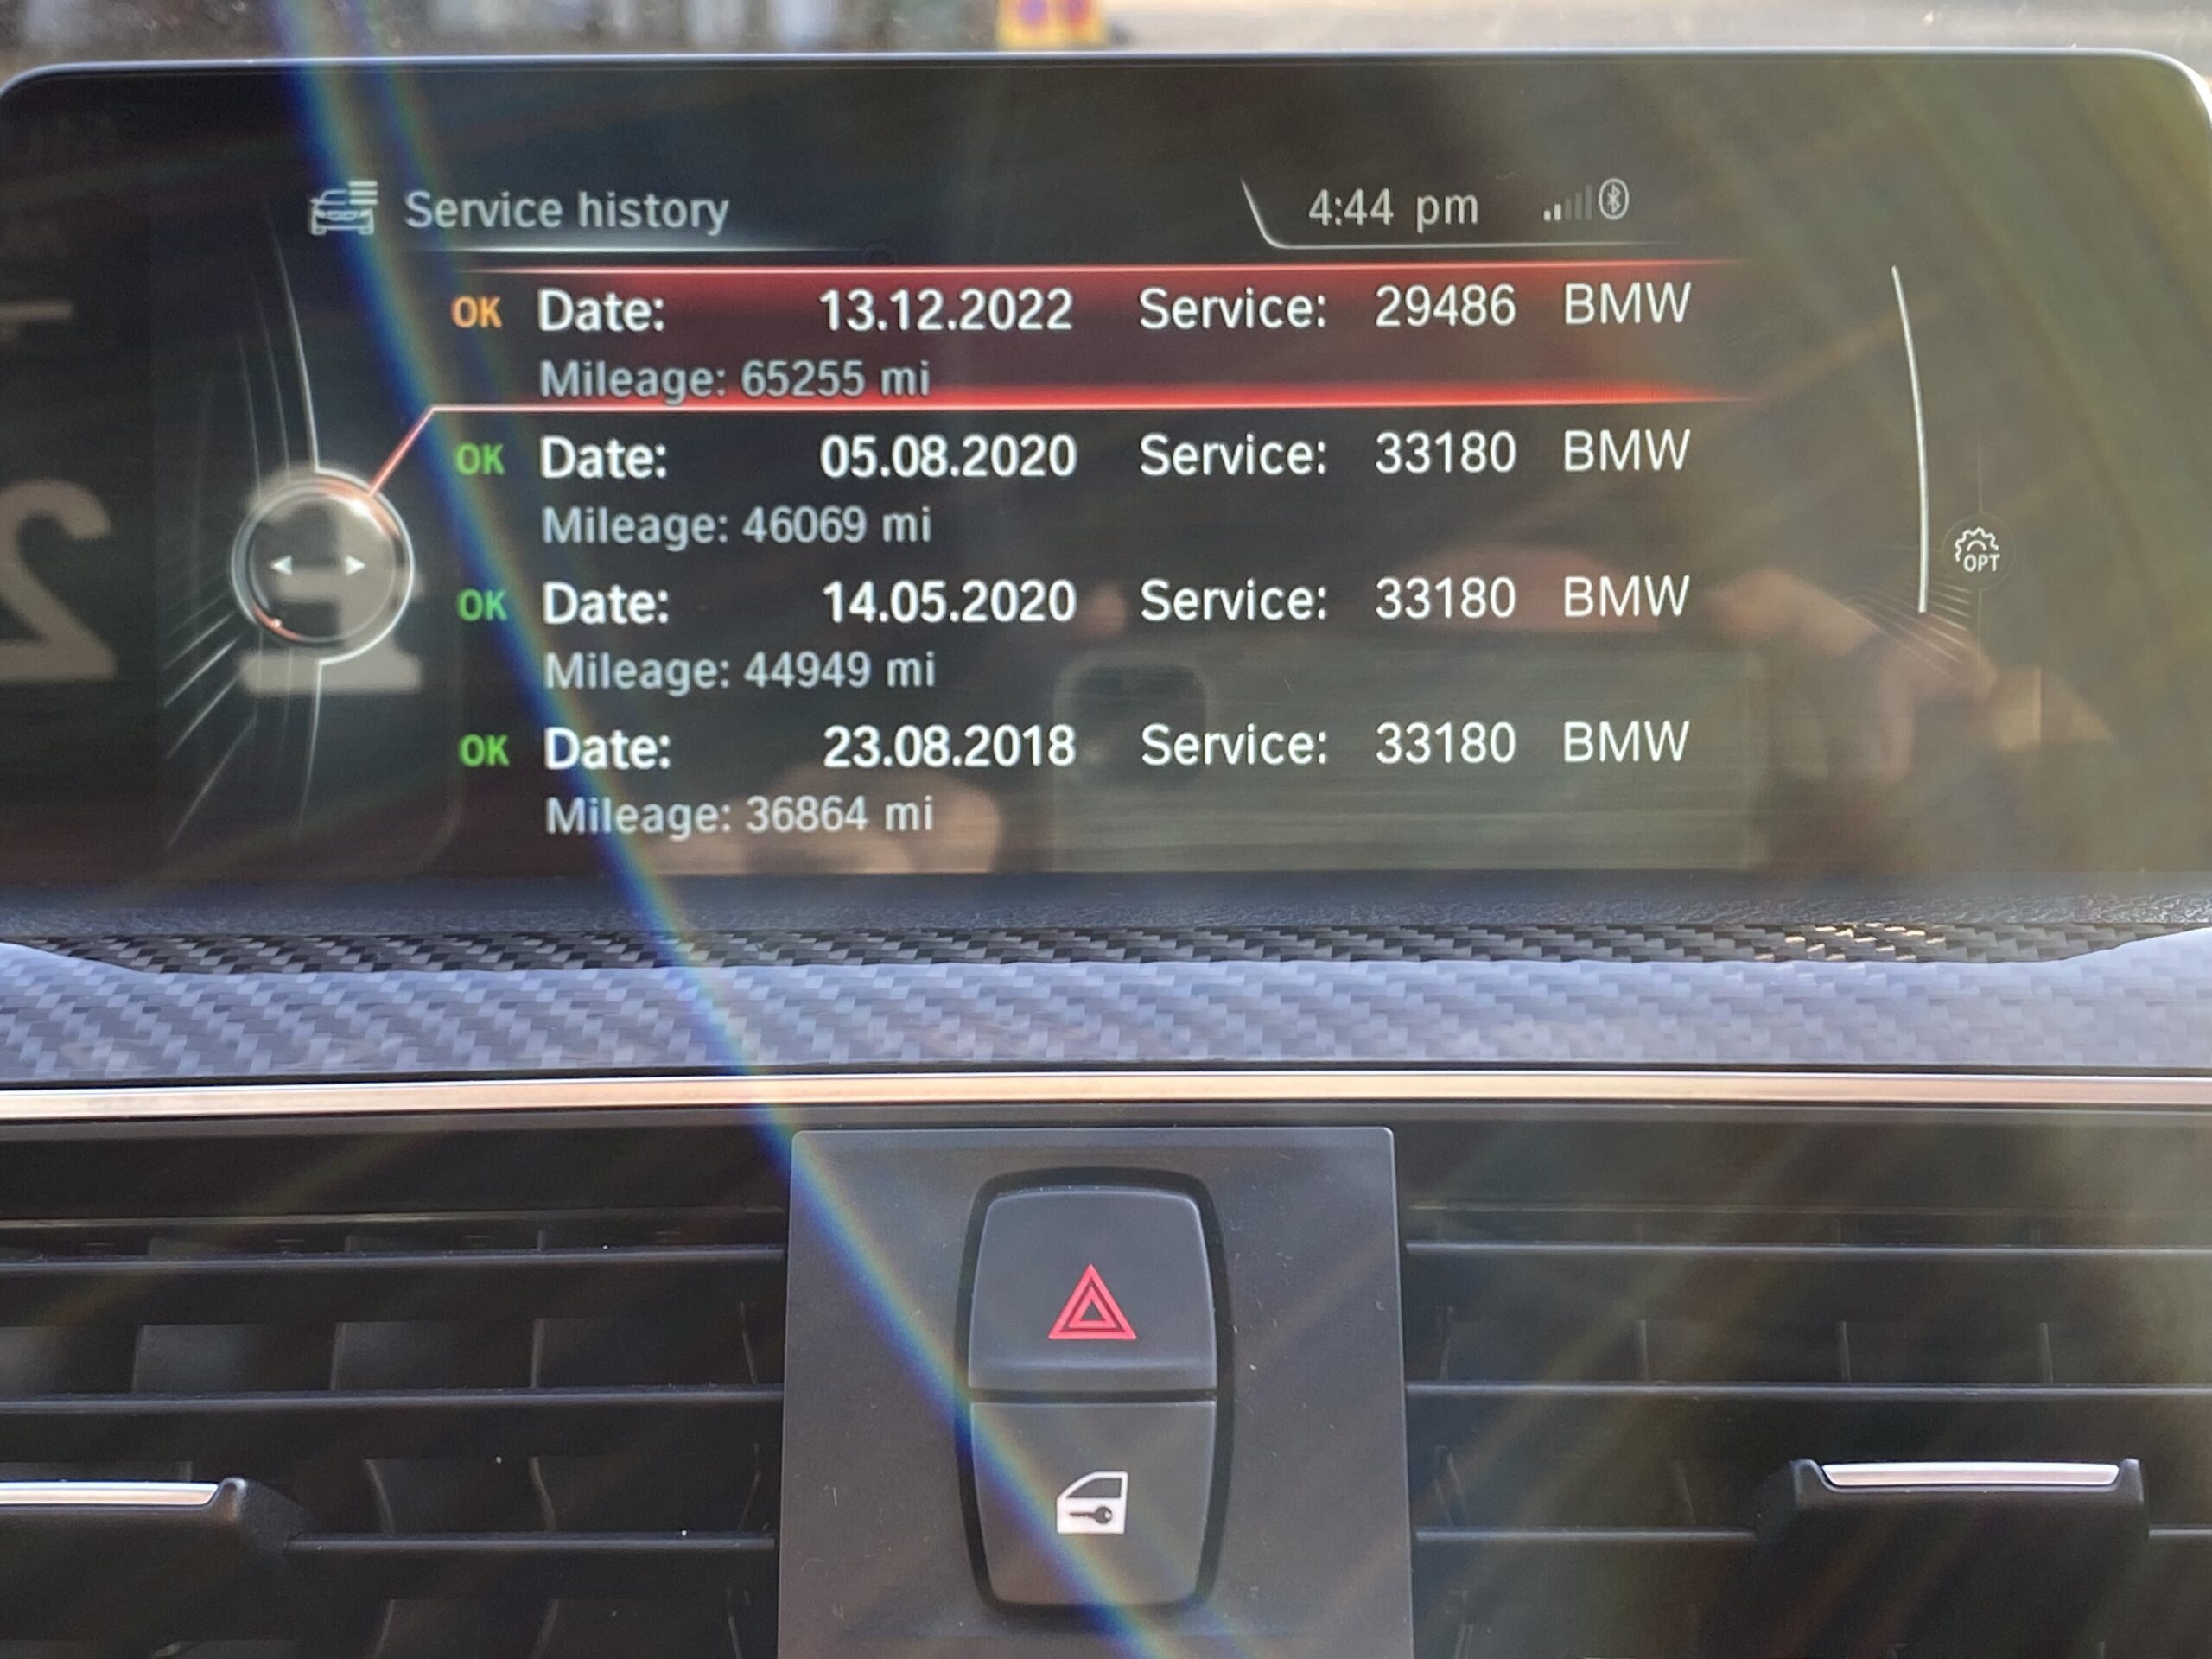 Service history
4:44 pm
OK Date: 13.12.2022 Service: 29486 BMW
Mileage: 65255 mi
OK Date: 05.08.2020 Service: 33180 BMW
Mileage: 46069 mi
OK Date: 14.05.2020 Service: 33180 BMW
Mileage: 44949 mi
OPT
OK Date: 23.08.2018 Service: 33180 BMW
Mileage: 36864 mi